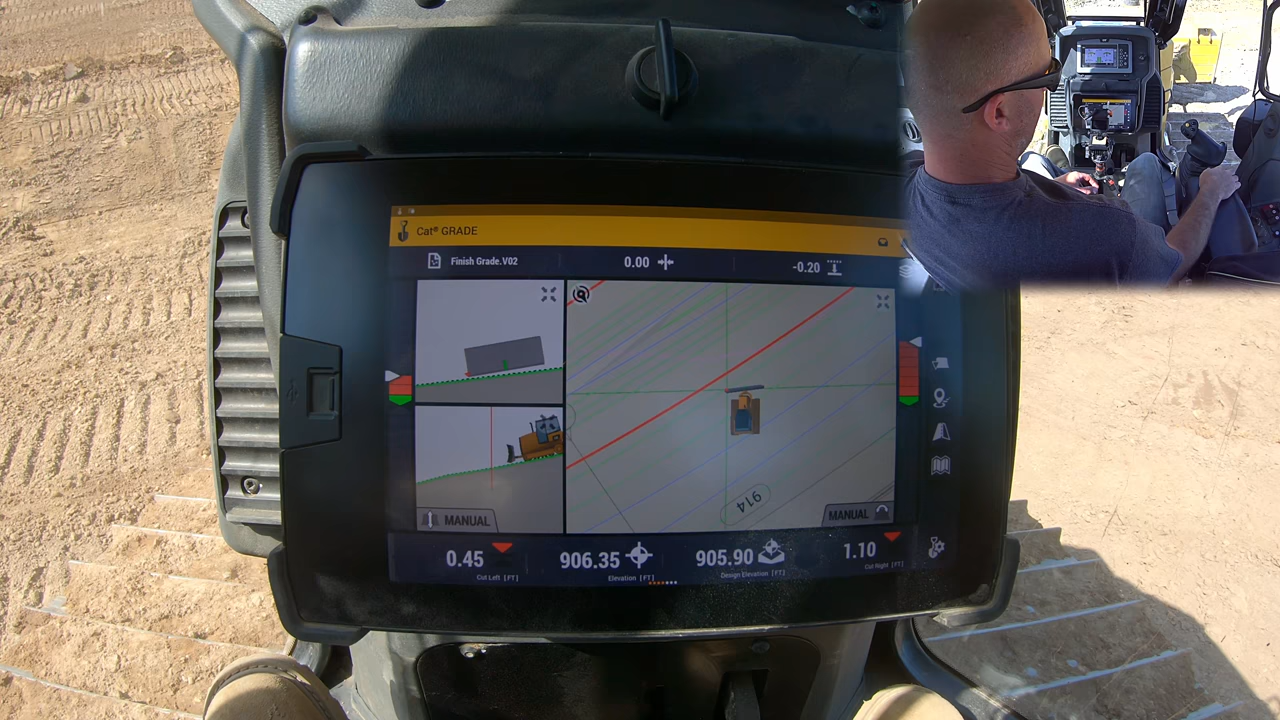 Cat® GRADE
Finish Grade.V02
0.00
-0.20
914
MANUAL
MANUAL
0.45
906.35
905.90
1.10
Cut Left [FT]
Elevation [FT]
Design Elevation [FT]
Cut Right [FT]